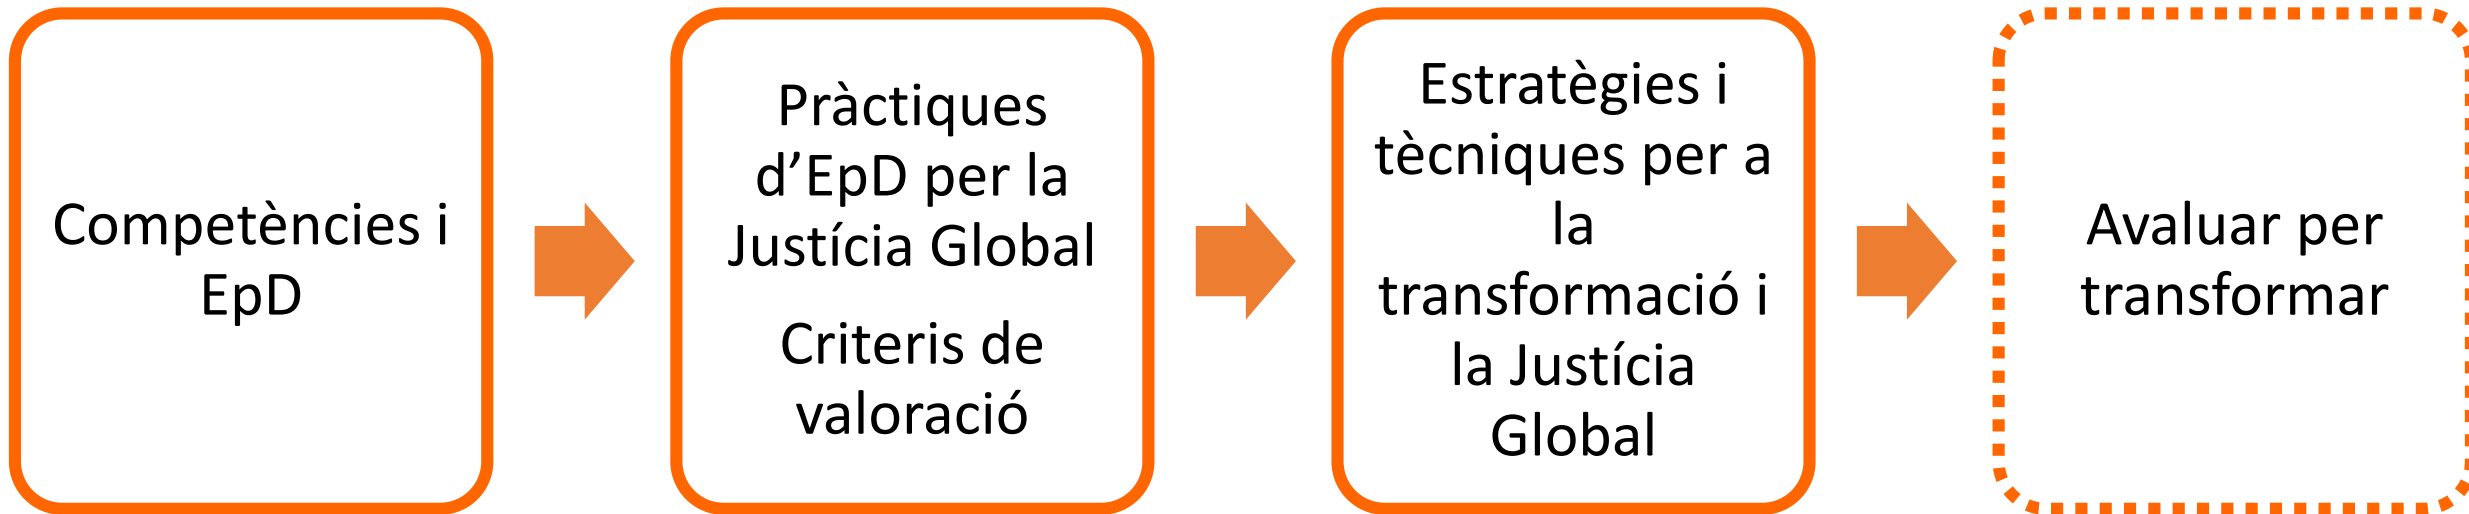 Competències i
EpD
Pràctiques
d’EpD per la
Justícia Global
Criteris de
valoració
Estratègies i
tècniques per a
la
transformació i
la Justícia
Global
Avaluar per
transformar